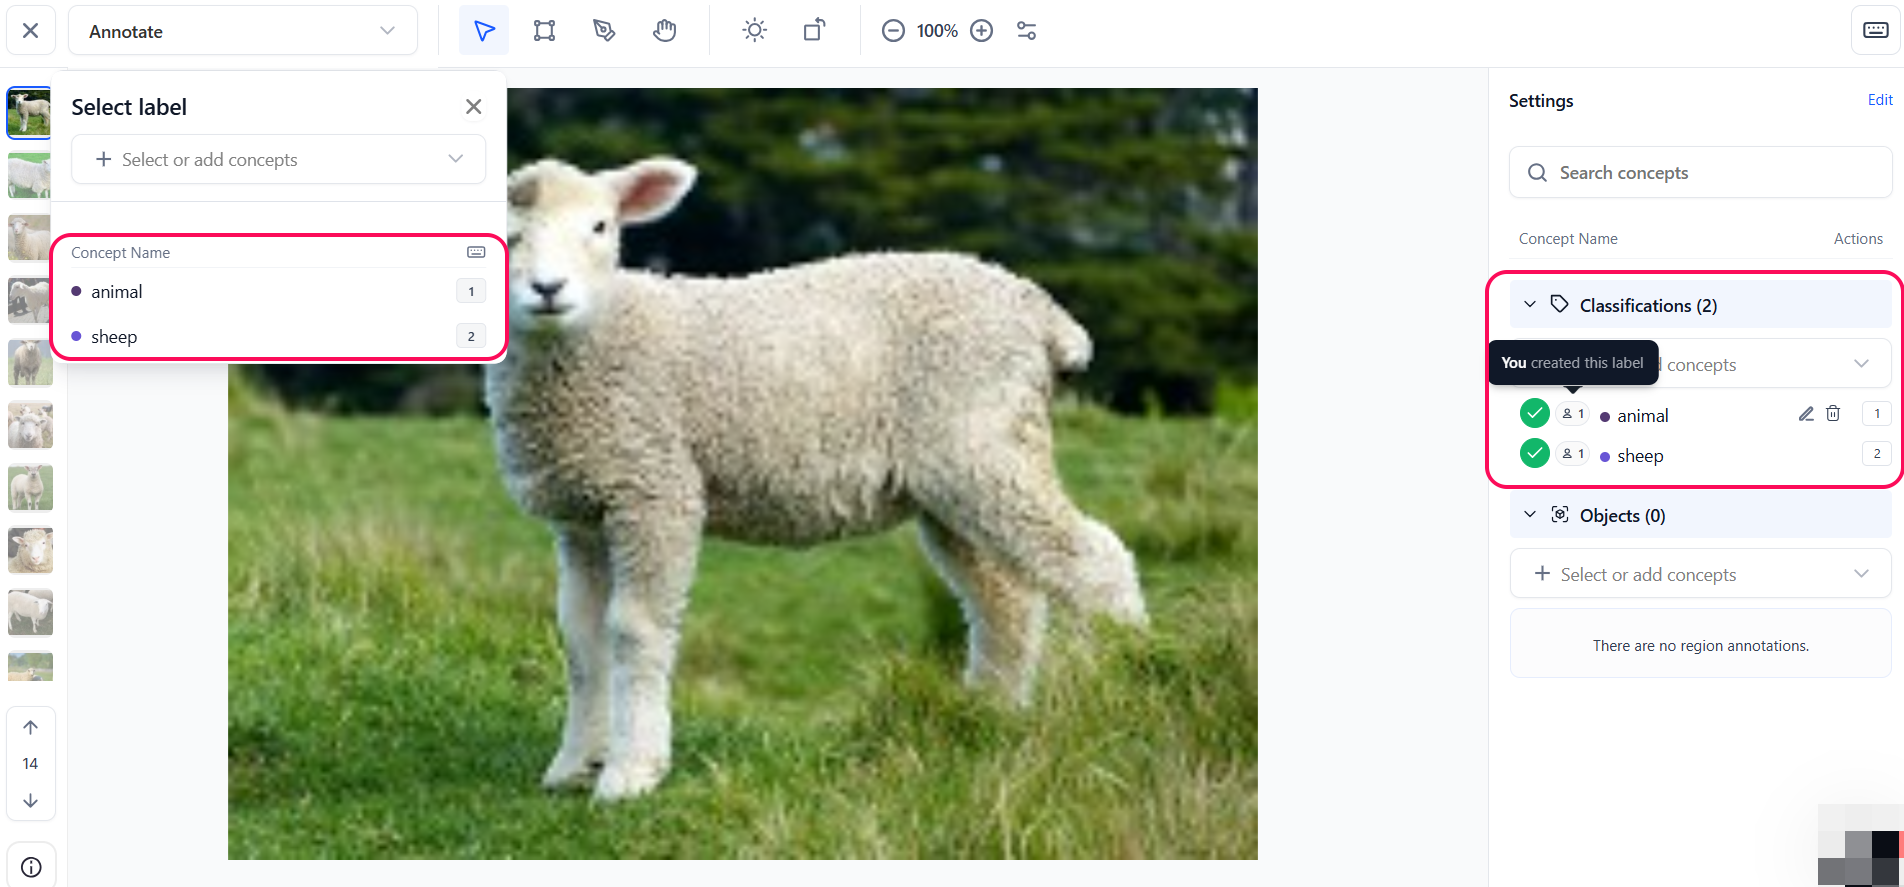 Annotate
100%
Select label
Select or add concepts
Concept Name
animal
1
sheep
2
14
Settings
Edit
Search concepts
Concept Name
Actions
Classifications (2)
You created this label
concepts
1
animal
1
1
sheep
2
Objects (0)
Select or add concepts
There are no region annotations.